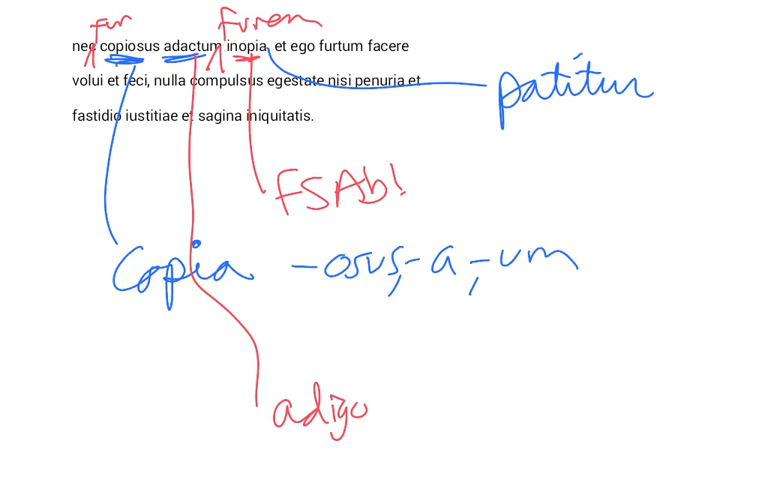 fur furem
nec copiosus adactum inopia, et ego furtum facere
volui et feci, nulla compulsus egestate nisi penuria et
patitur
fastidio iustitiae et sagina iniquitatis.
FSAb!
Copia -osus, -a, -um
adigo